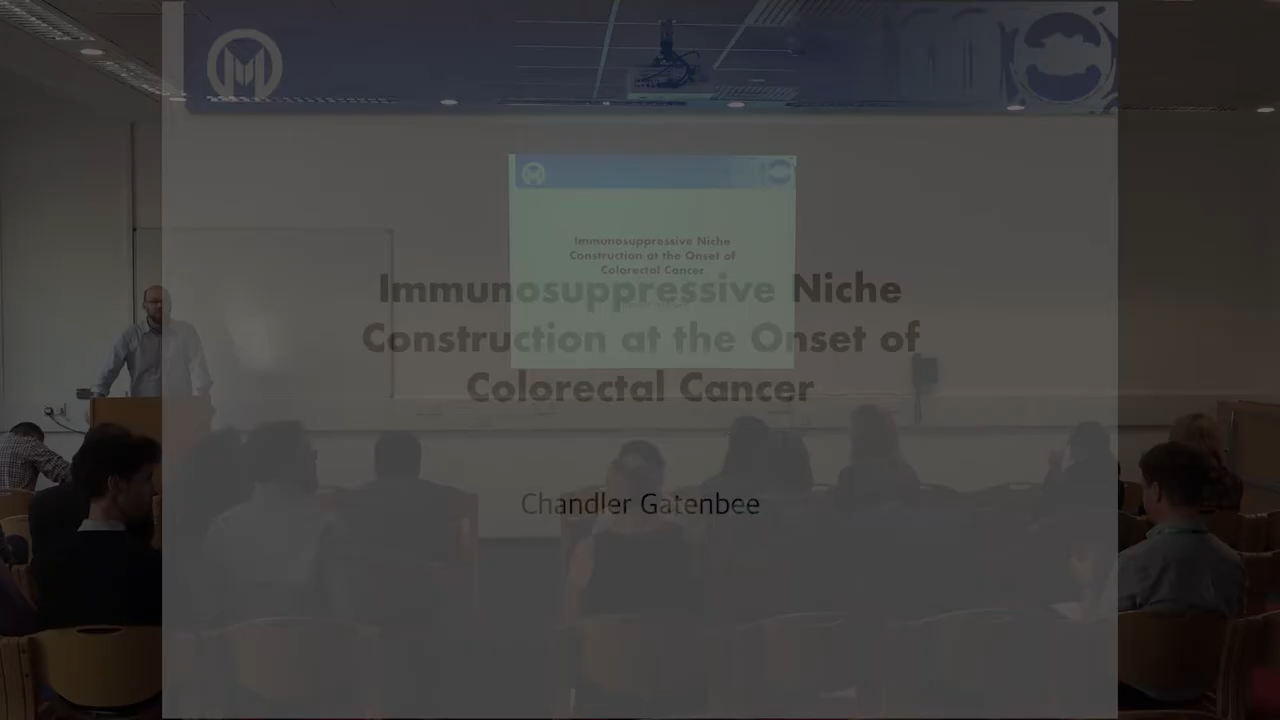 Immunosuppressive Niche
Construction at the Onset of
Colorectal Cancer
Immunosuppressive Niche
Construction at the Onset of
Colorectal Cancer
Chandler Gatenbee